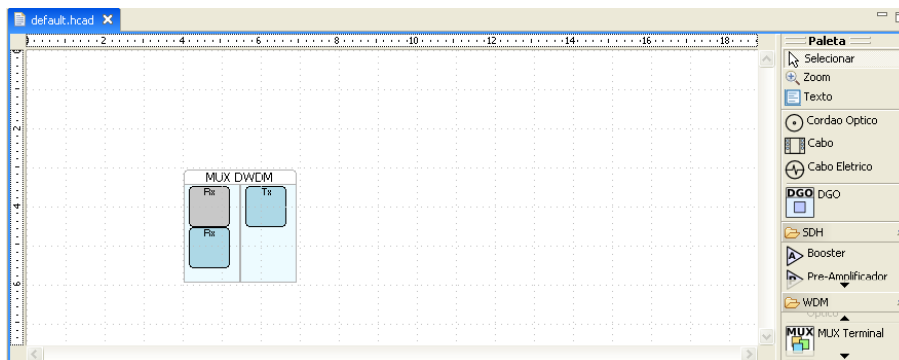 default.hcad
2 4 6 8 10 12 14 16 18
Paleta
Selecionar
Zoom
Texto
Cordao Optico
Cabo
Cabo Eletrico
DGO DGO
SDH
Booster
Pre-Amplificador
WDM
Optico
MUX MUX Terminal
2
4
6
MUX DWDM
Rx Tx
Rx